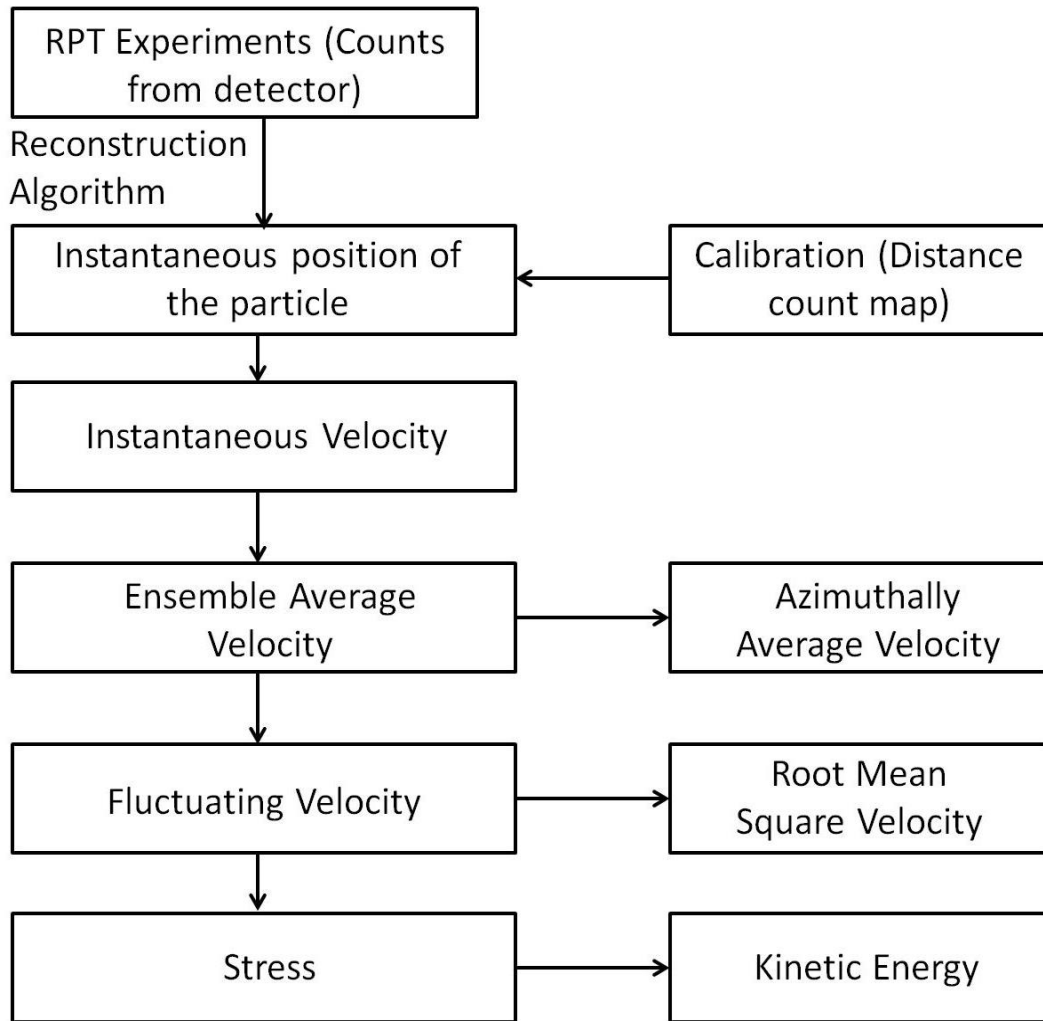 RPT Experiments (Counts
from detector)
Reconstruction
Algorithm
Instantaneous position of
the particle
Calibration (Distance
count map)
Instantaneous Velocity
Ensemble Average
Velocity
Azimuthally
Average Velocity
Fluctuating Velocity
Root Mean
Square Velocity
Stress
Kinetic Energy